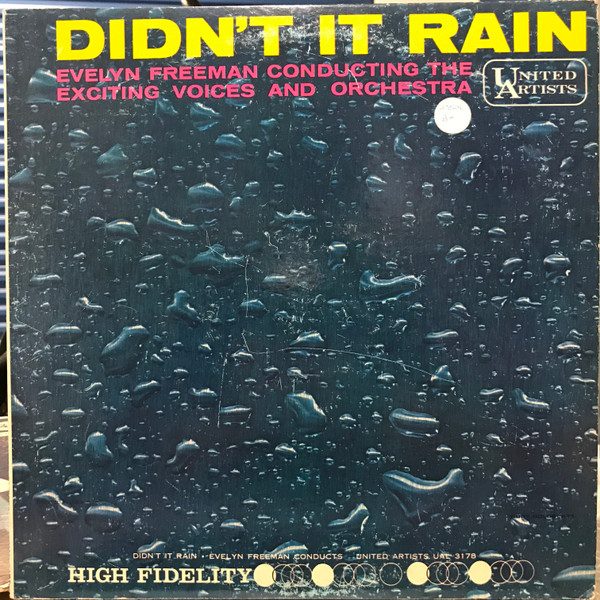 DIDN'T IT RAIN
EVELYN FREEMAN CONDUCTING THE
EXCITING VOICES AND ORCHESTRA
UNITED
ARTISTS
DIDN'T IT RAIN • EVELYN FREEMAN CONDUCTS UNITED ARTISTS UAL 3178
HIGH FIDELITY